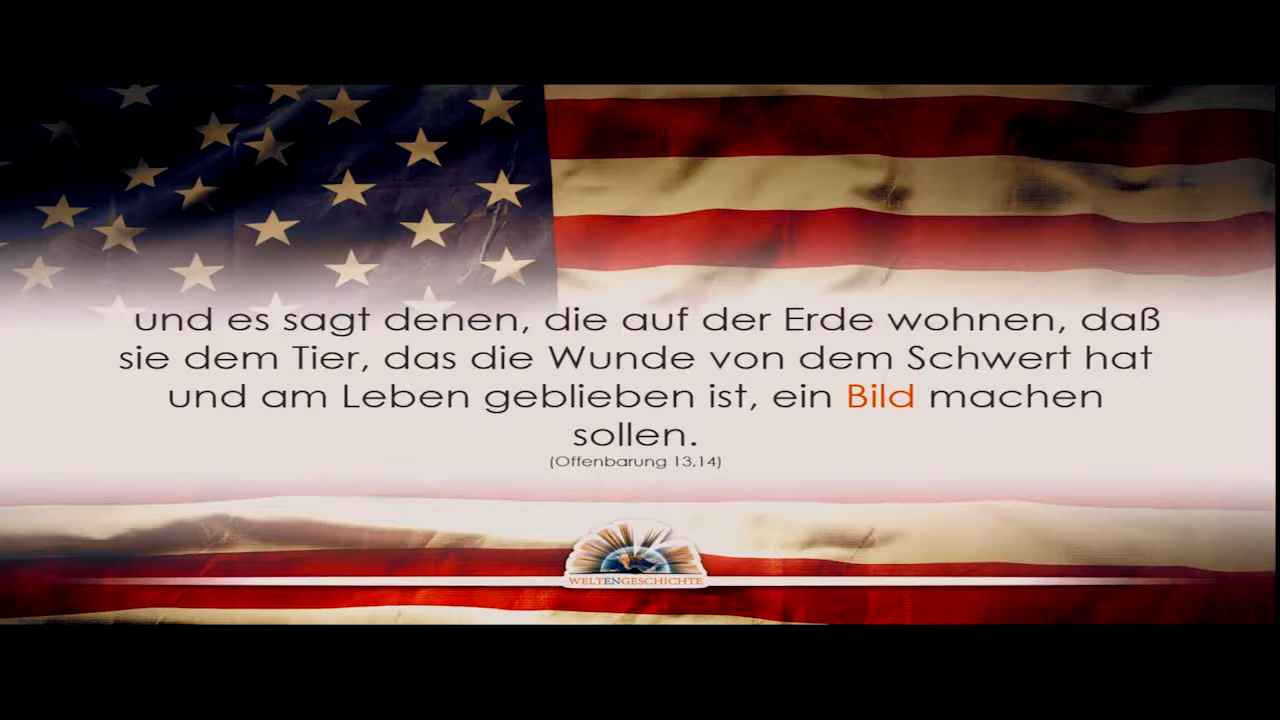 und es sagt denen, die auf der Erde wohnen, daß
sie dem Tier, das die Wunde von dem Schwert hat
und am Leben geblieben ist, ein Bild machen
sollen.
(Offenbarung 13,14)
WELTENGESCHICHTE